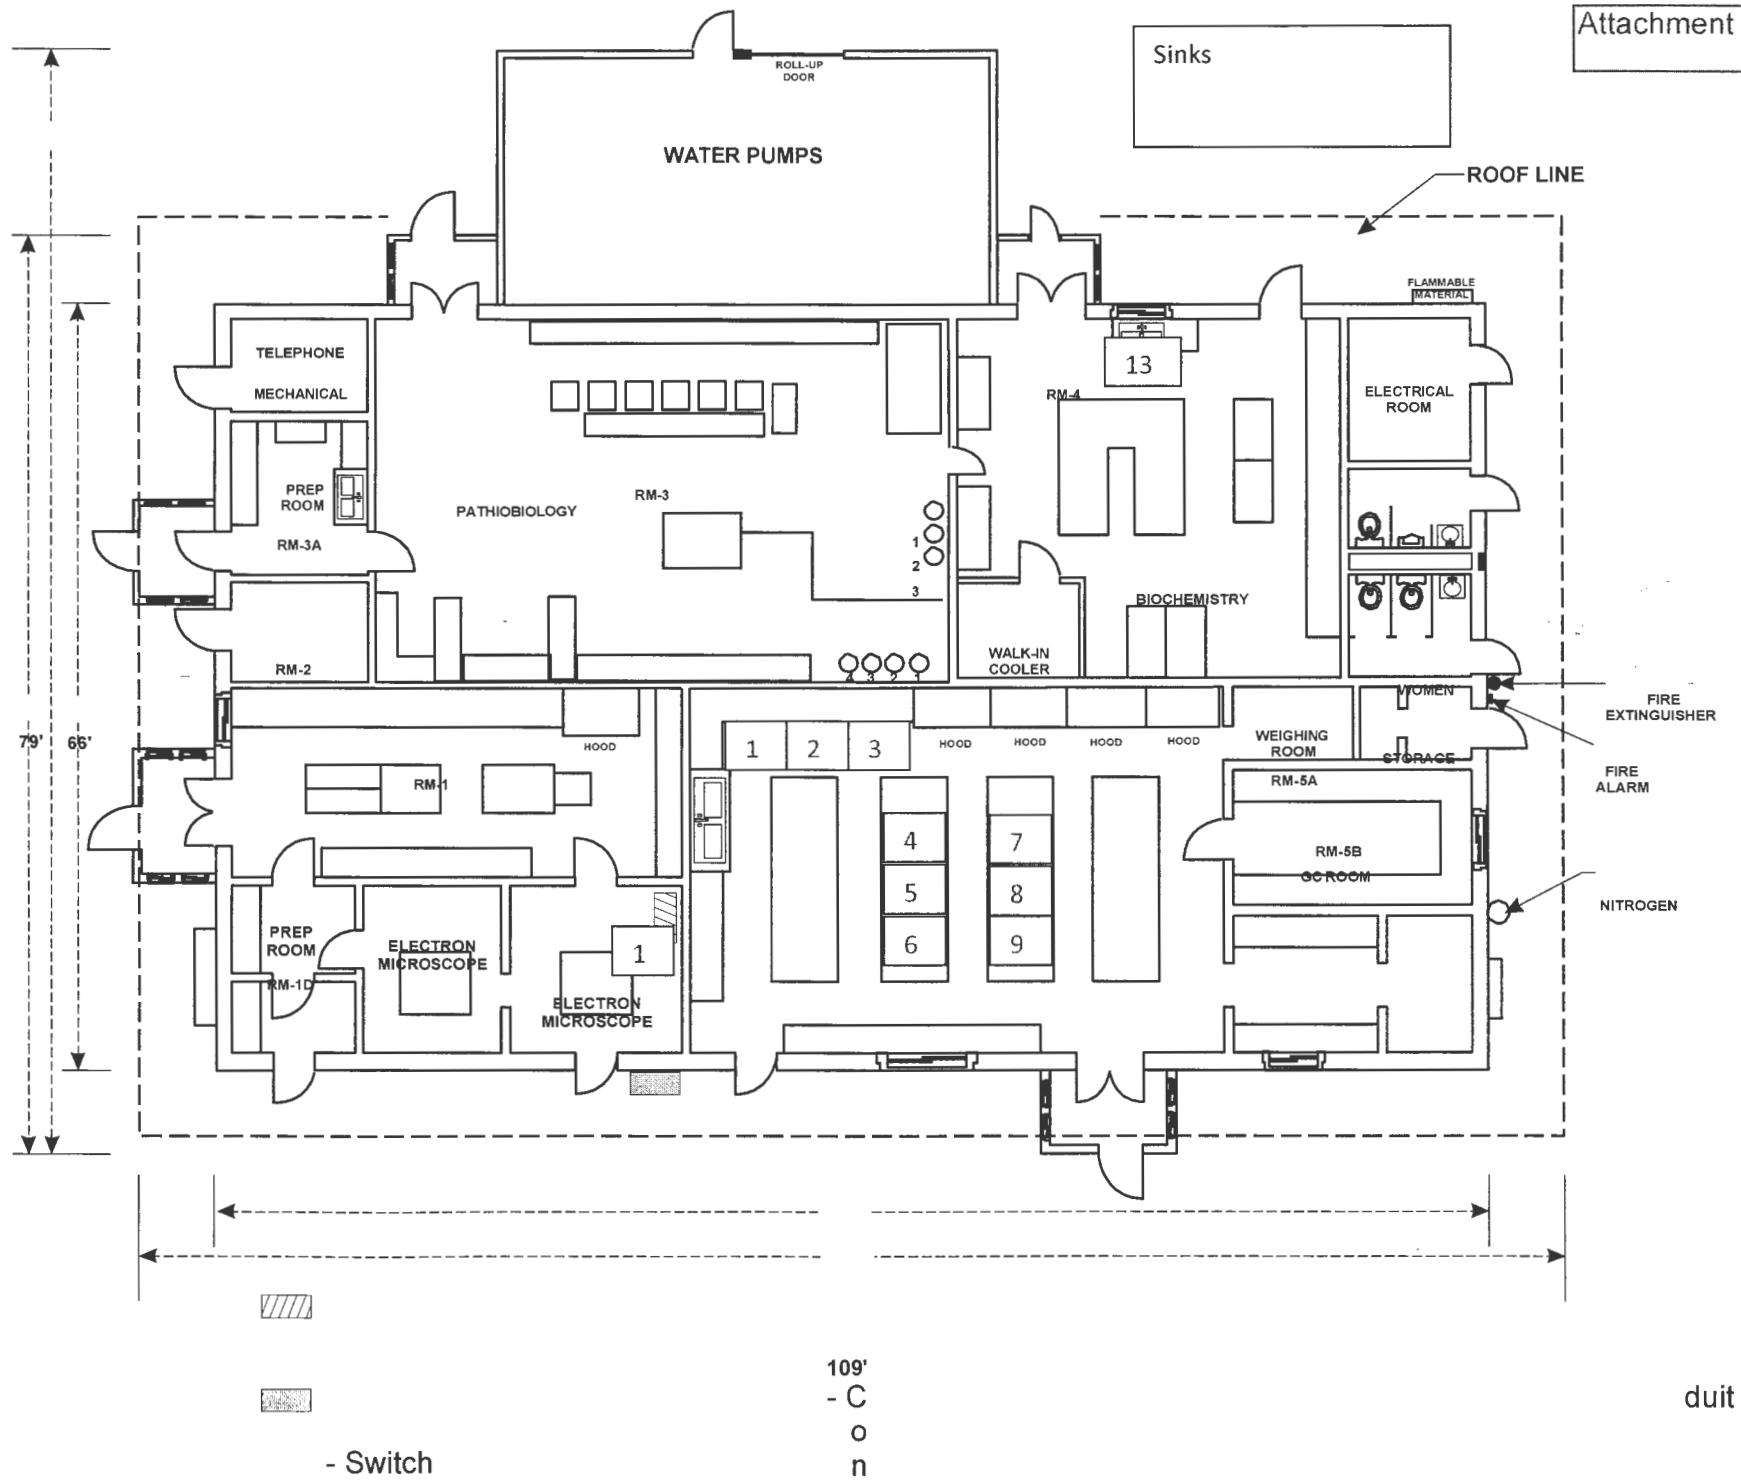 Attachment
Sinks
ROLL-UP
DOOR
WATER PUMPS
ROOF LINE
FLAMMABLE
MATERIAL
TELEPHONE
MECHANICAL
13
RM-4
ELECTRICAL
ROOM
PREP
ROOM
RM-3
PATHIOBIOLOGY
RM-3A
1
2
3
BIOCHEMISTRY
WALK-IN
COOLER
RM-2
4 3 2 1
WOMEN
FIRE
EXTINGUISHER
79'
66'
HOOD
1
2
3
HOOD
HOOD
HOOD
HOOD
WEIGHING
ROOM
STORAGE
RM-1
RM-5A
FIRE
ALARM
4
7
RM-5B
GC ROOM
5
8
NITROGEN
PREP
ROOM
ELECTRON
MICROSCOPE
1
6
9
RM-1D
ELECTRON
MICROSCOPE
109'
- C
o
n
duit
- Switch